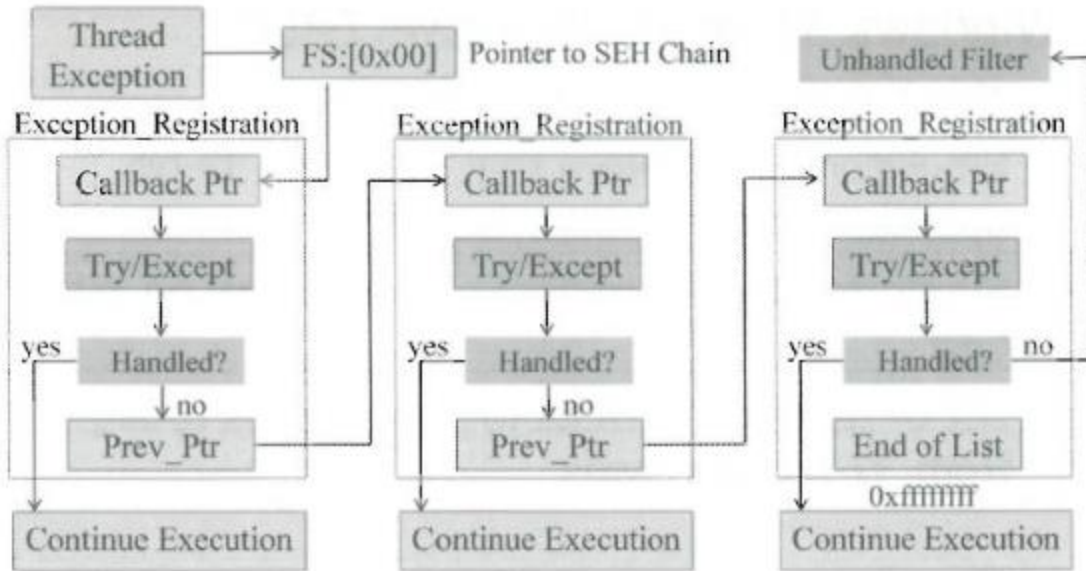 Thread
Exception
FS:[0x00]
Pointer to SEH Chain
Unhandled Filter
Exception_Registration
Callback Ptr
Try/Except
yes
Handled?
no
Prev_Ptr
Continue Execution
Exception_Registration
Callback Ptr
Try/Except
yes
Handled?
no
Prev_Ptr
Continue Execution
Exception_Registration
Callback Ptr
Try/Except
yes
Handled?
no
End of List
0xffffffff
Continue Execution